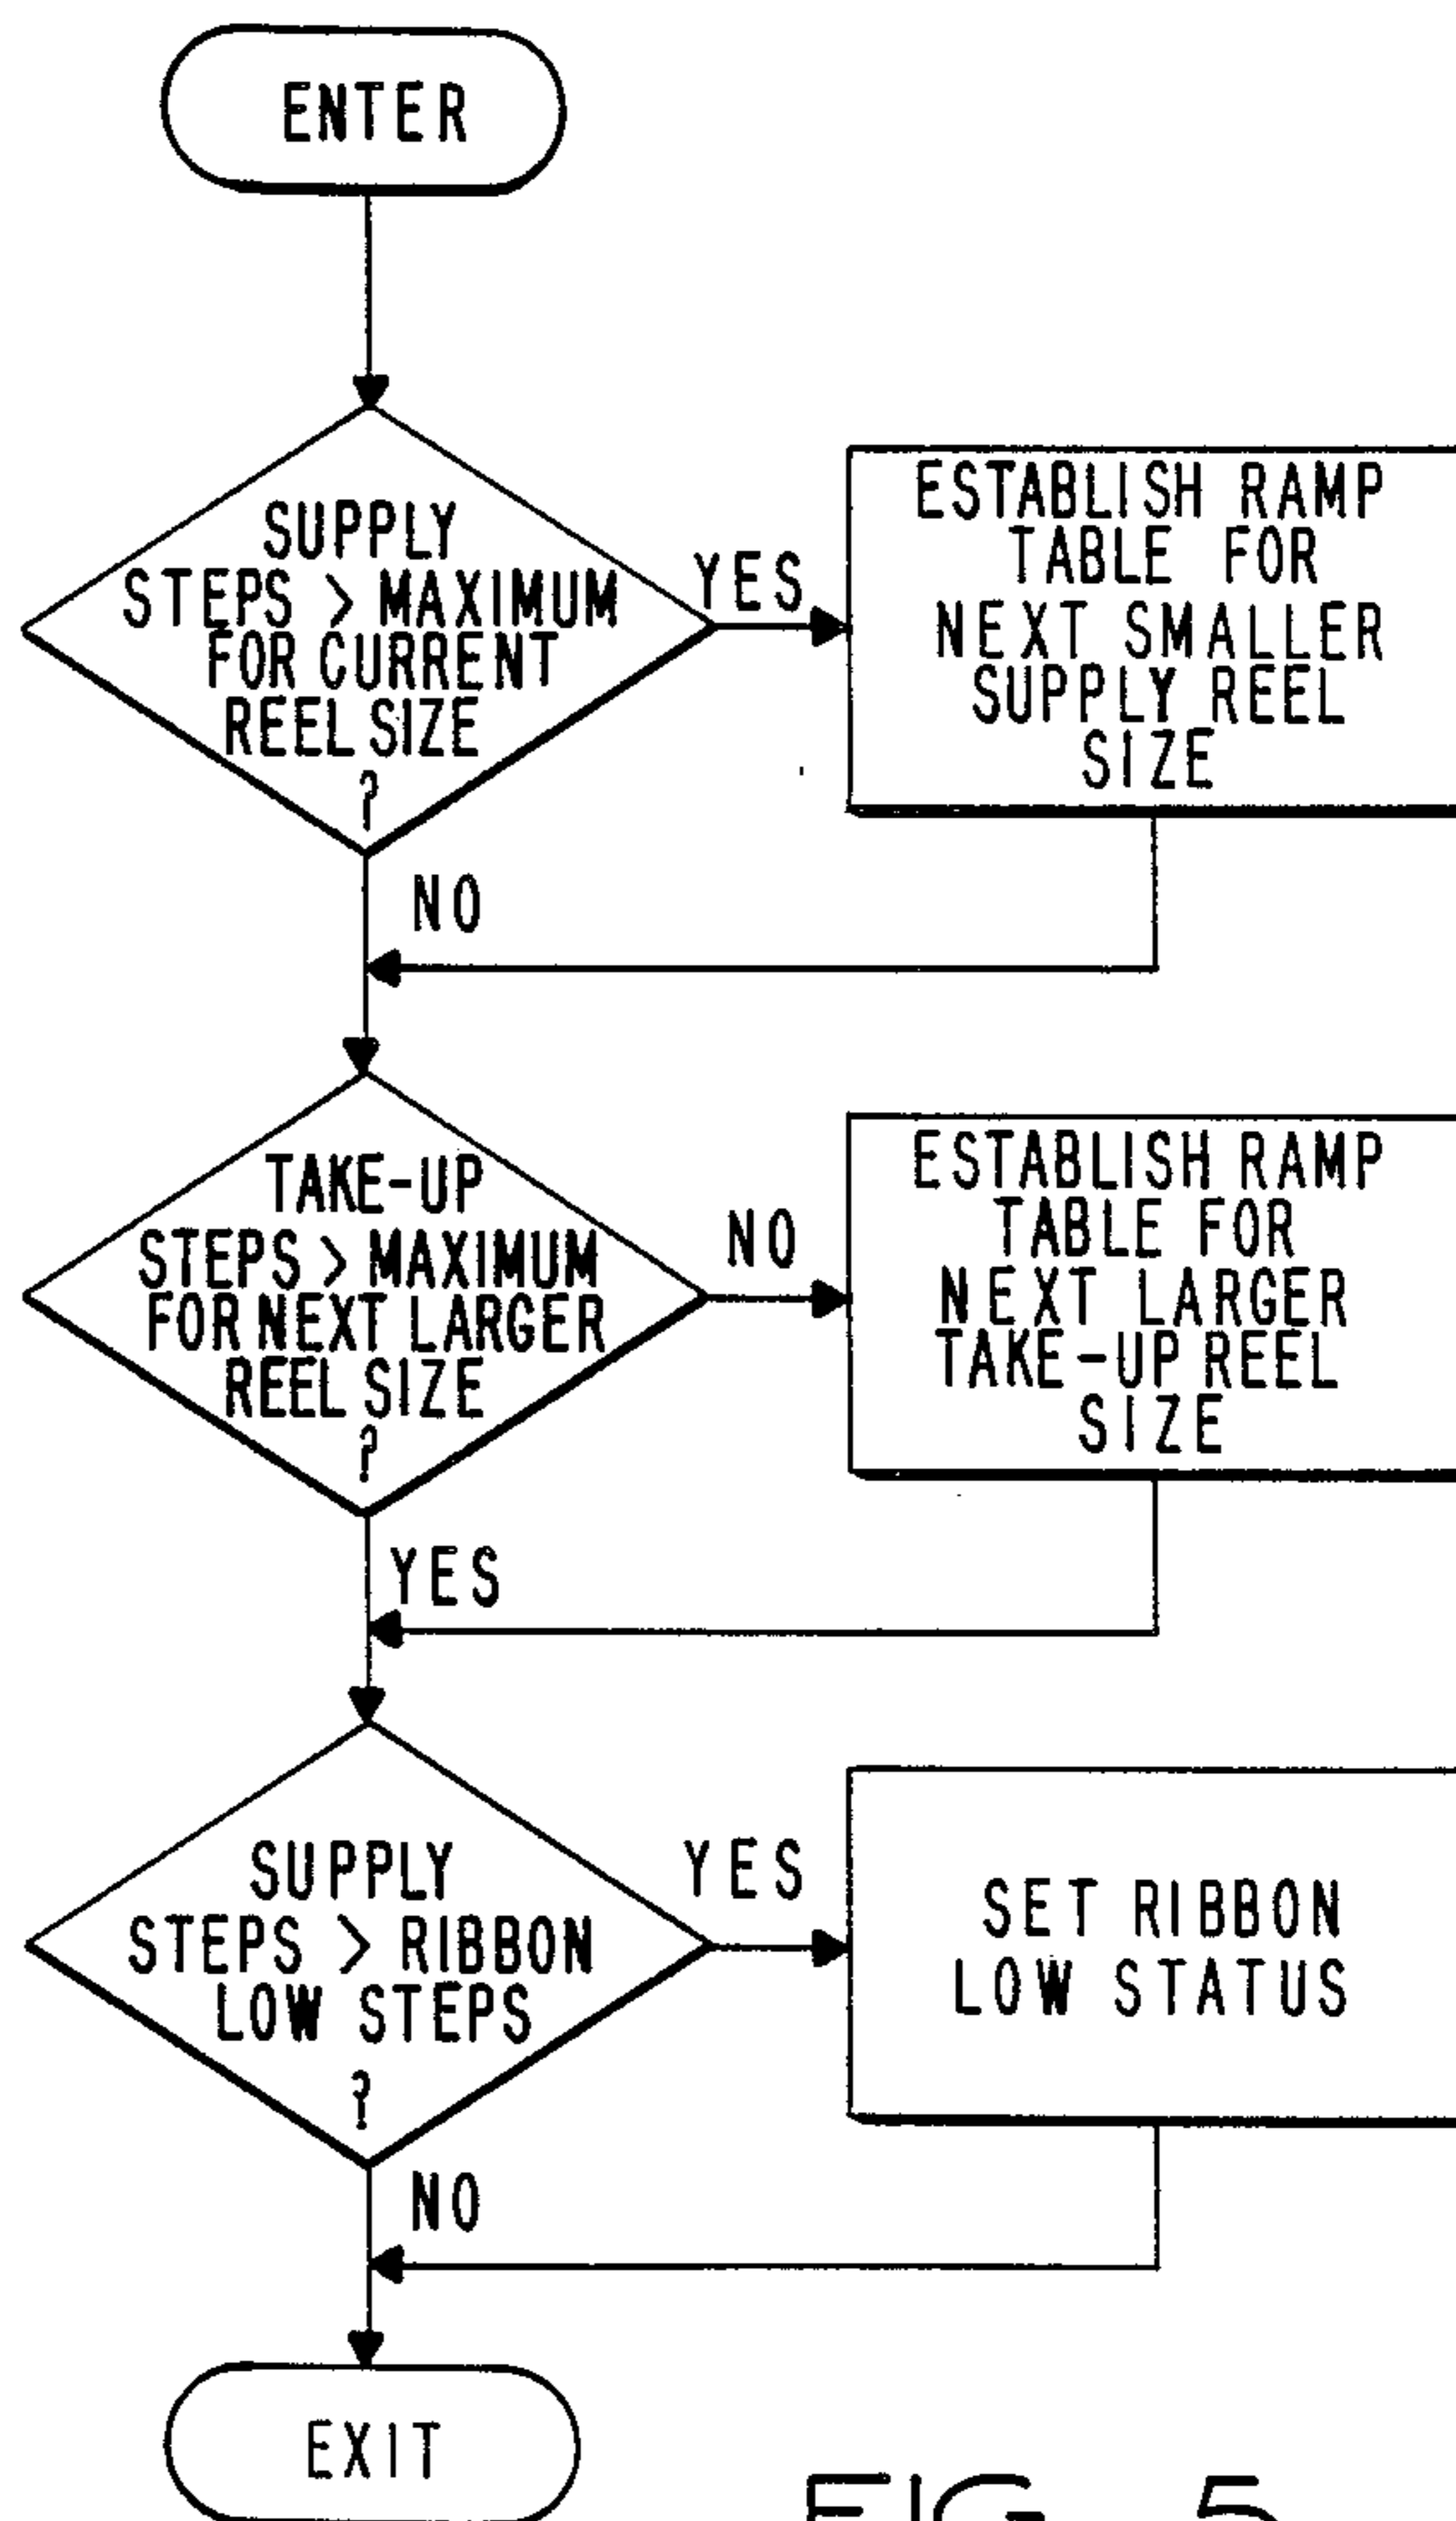 ENTER
SUPPLY
STEPS > MAXIMUM
FOR CURRENT
REEL SIZE
?
YES
ESTABLISH RAMP
TABLE FOR
NEXT SMALLER
SUPPLY REEL
SIZE
NO
TAKE-UP
STEPS > MAXIMUM
FOR NEXT LARGER
REEL SIZE
?
NO
ESTABLISH RAMP
TABLE FOR
NEXT LARGER
TAKE-UP REEL
SIZE
YES
SUPPLY
STEPS > RIBBON
LOW STEPS
?
YES
SET RIBBON
LOW STATUS
NO
EXIT
FIG. 5